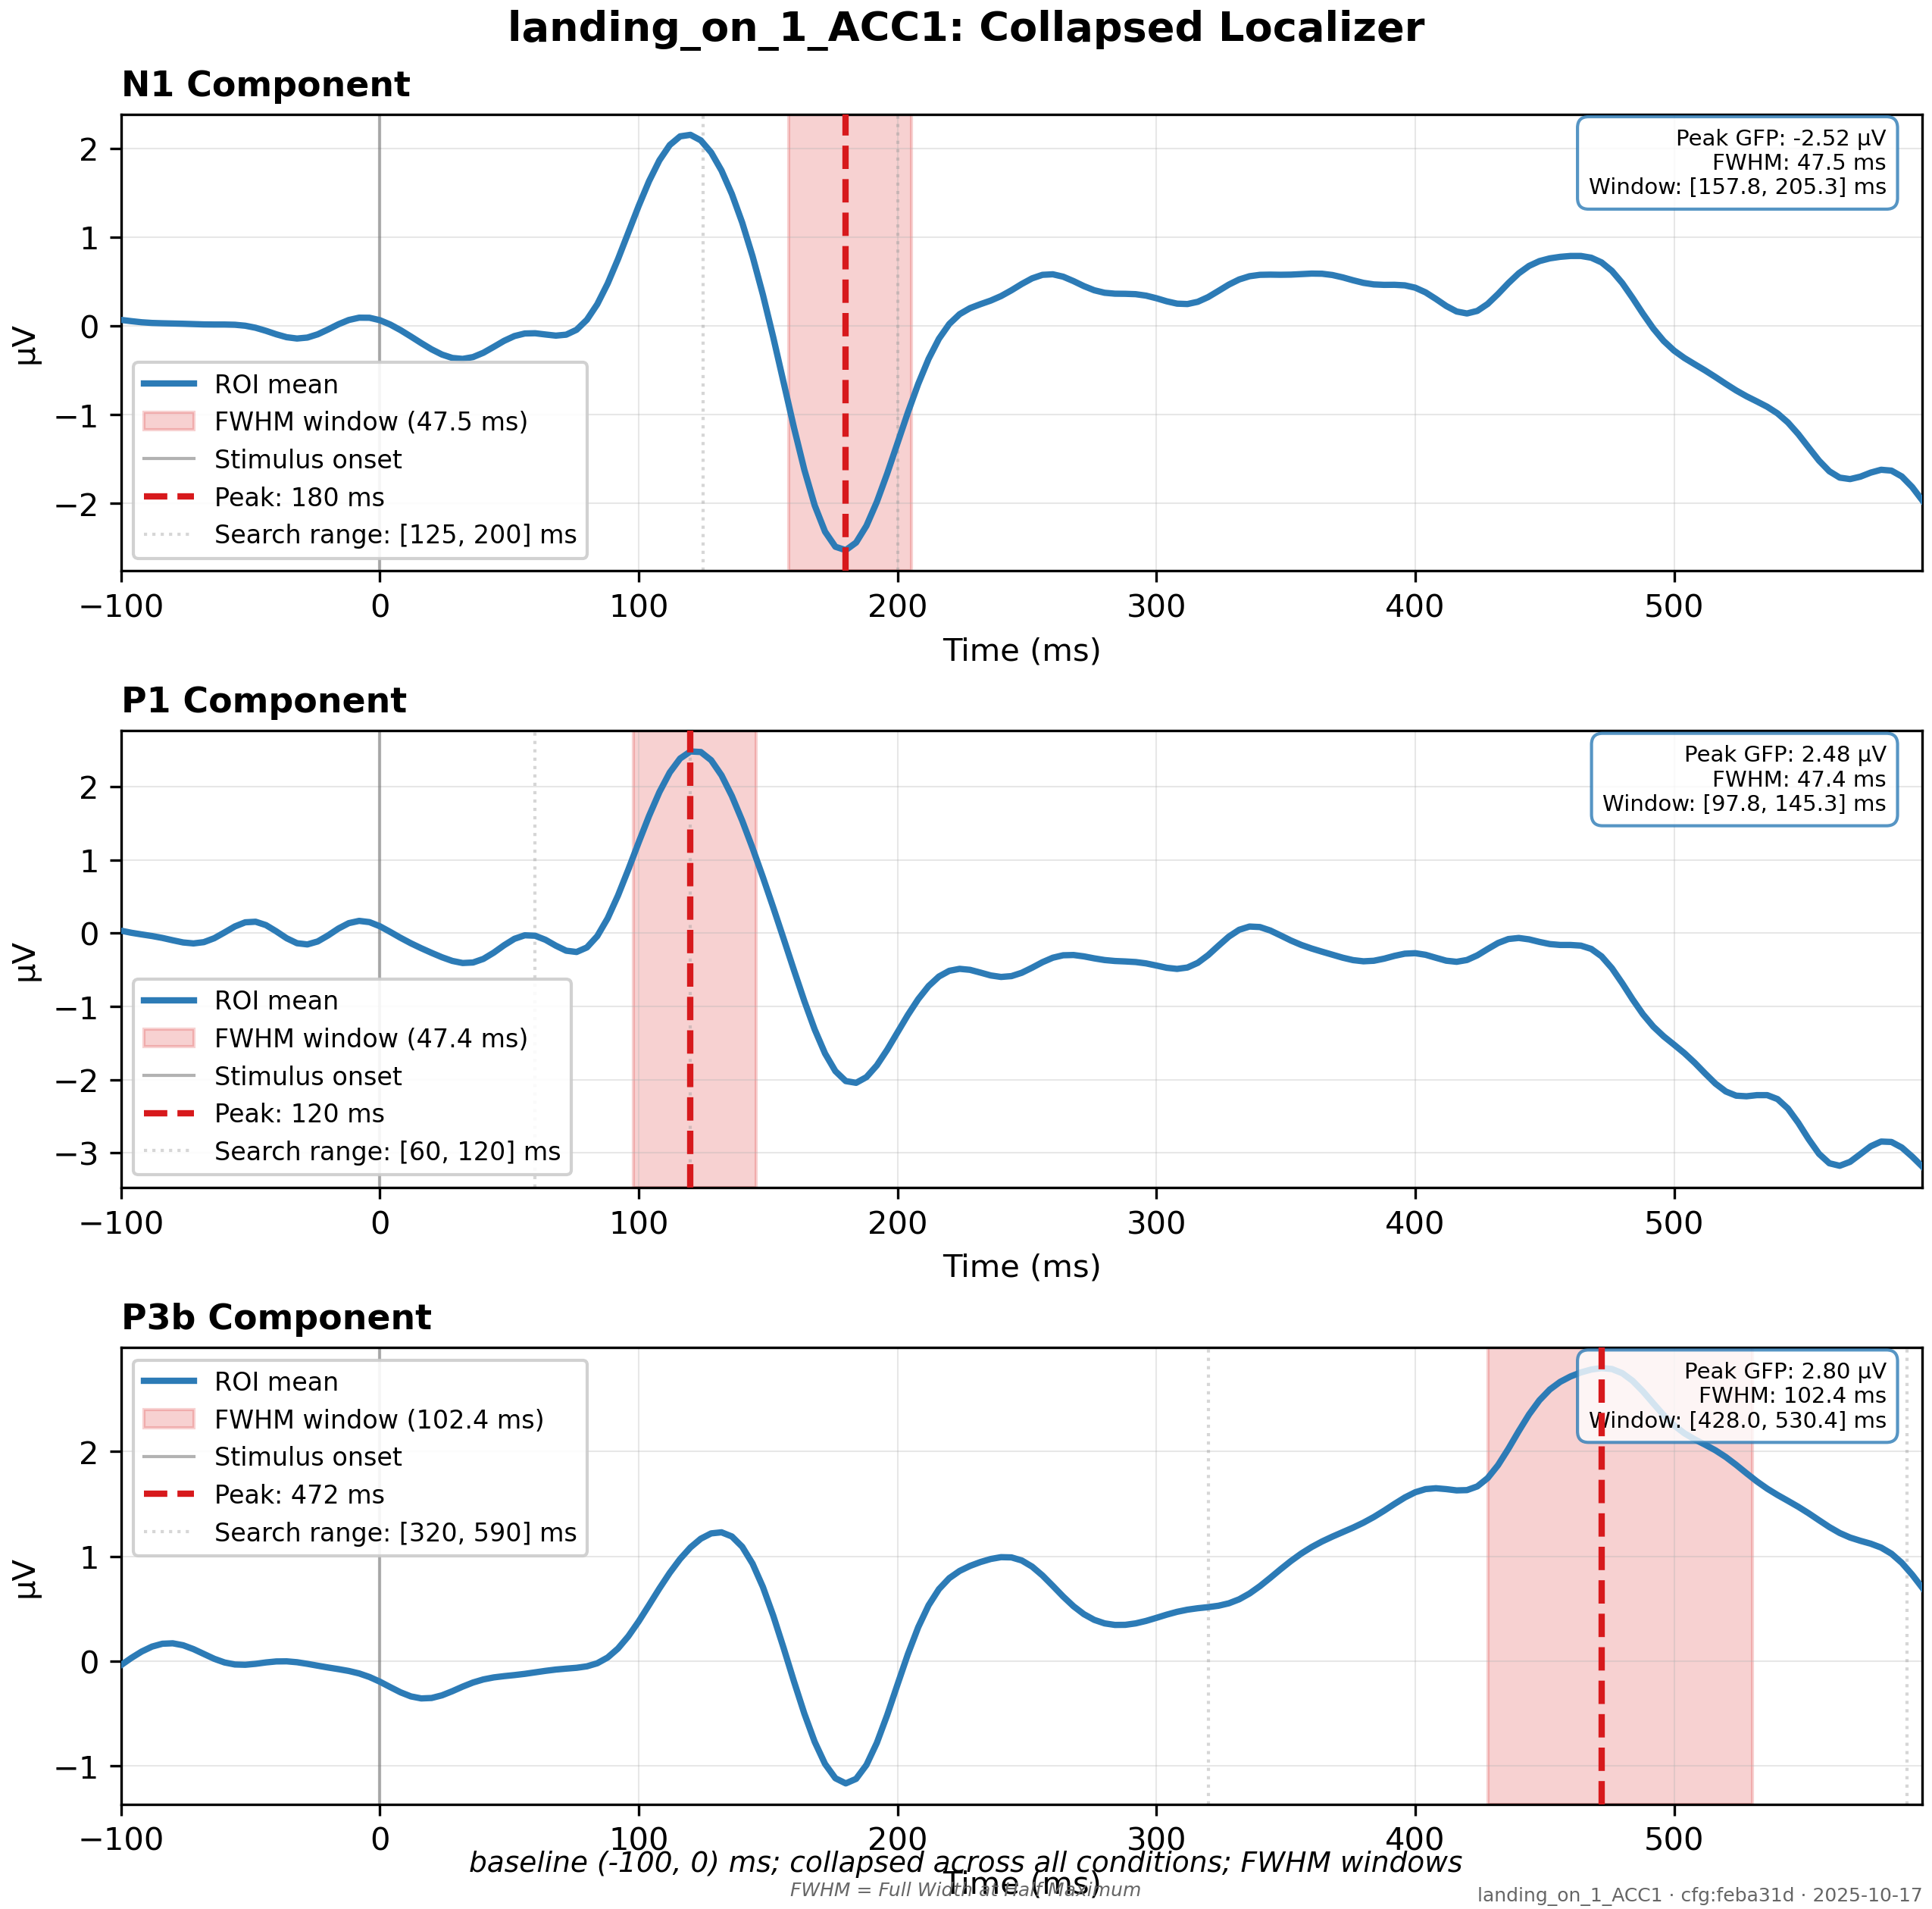 landing_on_1_ACC1: Collapsed Localizer
N1 Component
Peak GFP: -2.52 µV
FWHM: 47.5 ms
Window: [157.8, 205.3] ms
2
1
0
−1
−2
µV
ROI mean
FWHM window (47.5 ms)
Stimulus onset
Peak: 180 ms
Search range: [125, 200] ms
−100 0 100 200 300 400 500
Time (ms)
P1 Component
Peak GFP: 2.48 µV
FWHM: 47.4 ms
Window: [97.8, 145.3] ms
2
1
0
−1
−2
−3
µV
ROI mean
FWHM window (47.4 ms)
Stimulus onset
Peak: 120 ms
Search range: [60, 120] ms
−100 0 100 200 300 400 500
Time (ms)
P3b Component
ROI mean
FWHM window (102.4 ms)
Stimulus onset
Peak: 472 ms
Search range: [320, 590] ms
Peak GFP: 2.80 µV
FWHM: 102.4 ms
Window: [428.0, 530.4] ms
2
1
0
−1
µV
−100 0 100 200 300 400 500
baseline (-100, 0) ms; collapsed across all conditions; FWHM windows
Time (ms)
FWHM = Full Width at Half Maximum
landing_on_1_ACC1 · cfg:feba31d · 2025-10-17